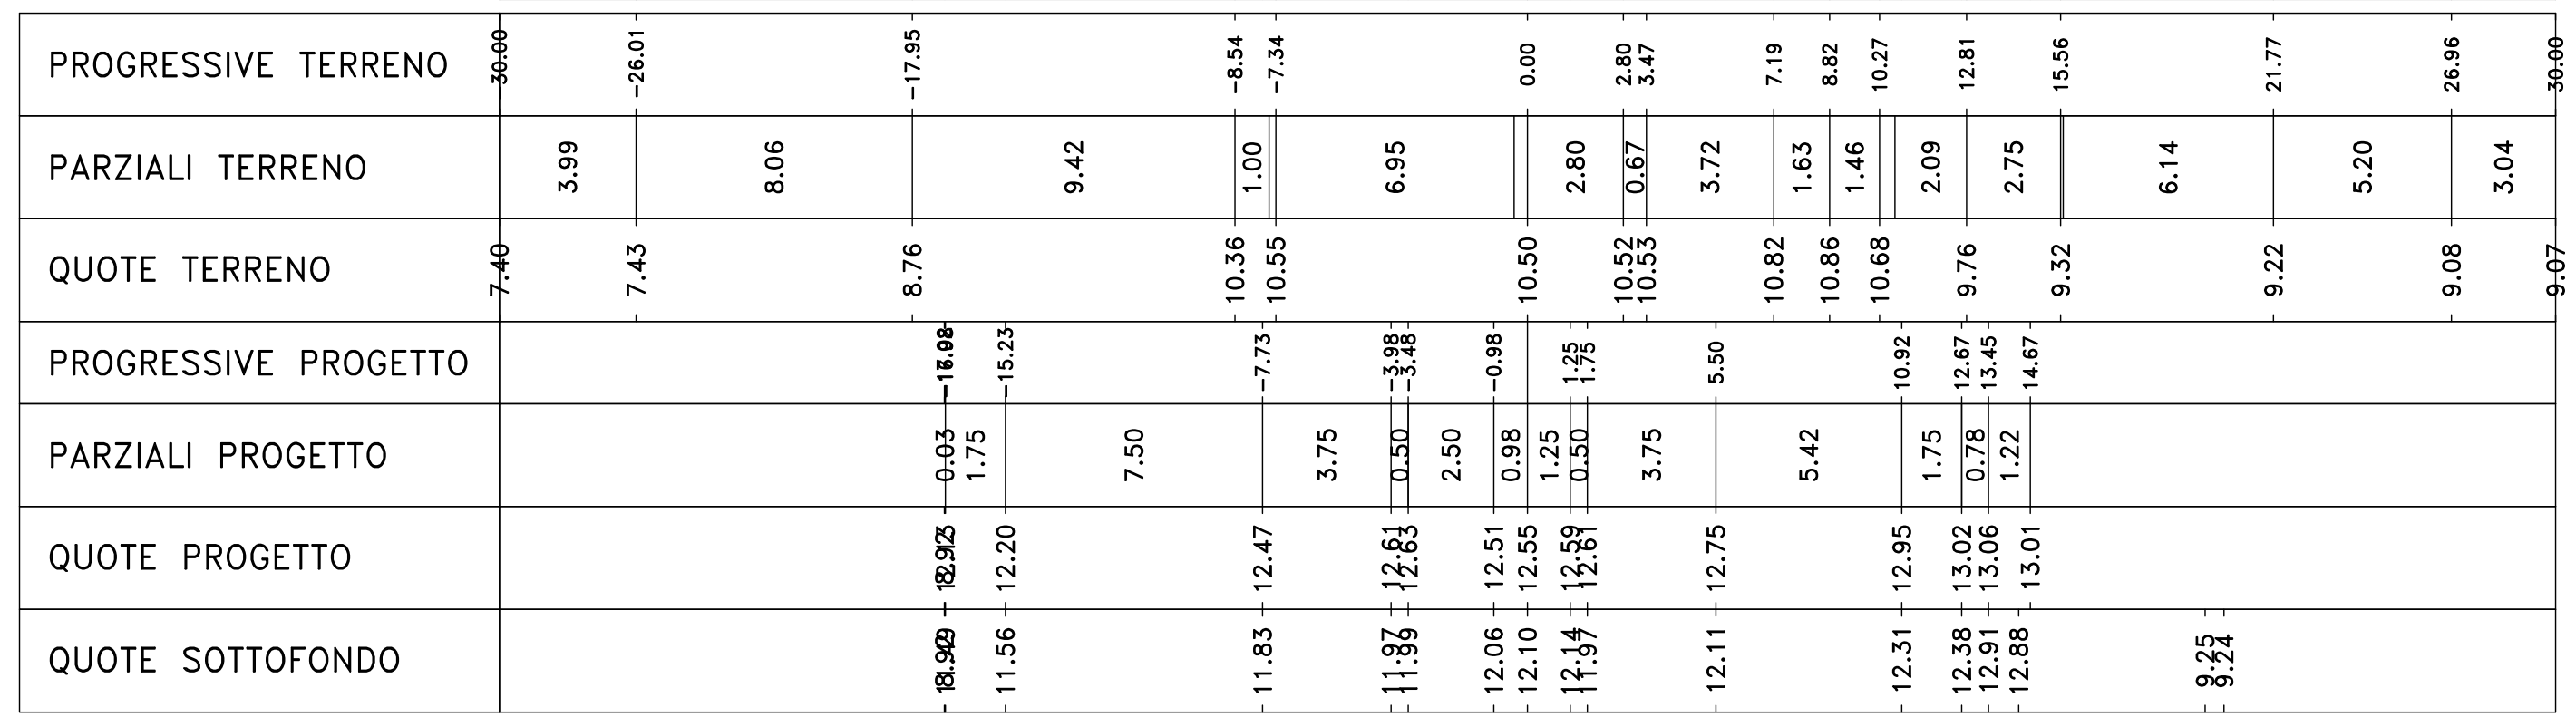 PROGRESSIVE TERRENO -30.00 -26.01 -17.95 -8.54 -7.34 0.00 2.80 3.47 7.19 8.82 10.27 12.81 15.56 21.77 26.96 30.00
PARZIALI TERRENO 3.99 8.06 9.42 1.00 6.95 2.80 0.67 3.72 1.63 1.46 2.09 2.75 6.14 5.20 3.04
QUOTE TERRENO 7.40 7.43 8.76 10.36 10.55 10.50 10.52 10.53 10.82 10.86 10.68 9.76 9.32 9.22 9.08 9.07
PROGRESSIVE PROGETTO -15.23 -7.73 -3.98 -3.48 -0.98 1.25 1.75 5.50 10.92 12.67 13.45 14.67
PARZIALI PROGETTO 0.03 1.75 7.50 3.75 0.50 2.50 0.98 1.25 0.50 3.75 5.42 1.75 0.78 1.22
QUOTE PROGETTO 12.20 12.47 12.61 12.63 12.51 12.55 12.59 12.61 12.75 12.95 13.02 13.06 13.01
QUOTE SOTTOFONDO 11.56 11.83 11.97 11.99 12.06 12.10 12.14 11.97 12.11 12.31 12.38 12.91 12.88 9.25 9.24